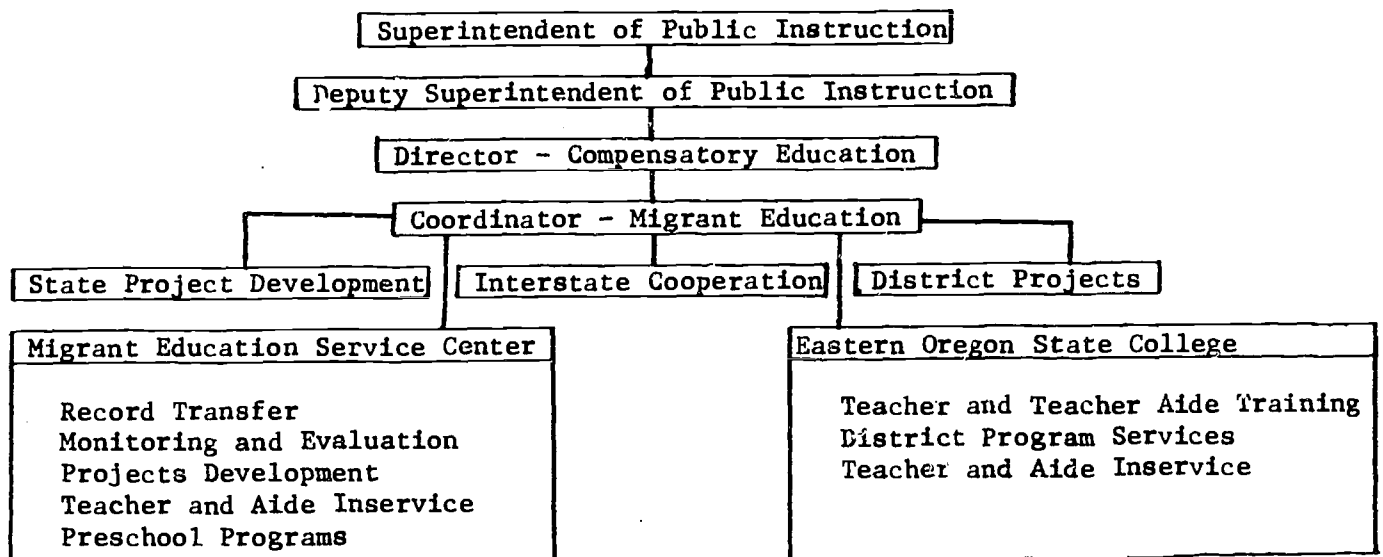 Superintendent of Public Instruction
Deputy Superintendent of Public Instruction
Director - Compensatory Education
Coordinator - Migrant Education
State Project Development
Interstate Cooperation
District Projects
Migrant Education Service Center
Record Transfer
Monitoring and Evaluation
Projects Development
Teacher and Aide Inservice
Preschool Programs
Eastern Oregon State College
Teacher and Teacher Aide Training
District Program Services
Teacher and Aide Inservice